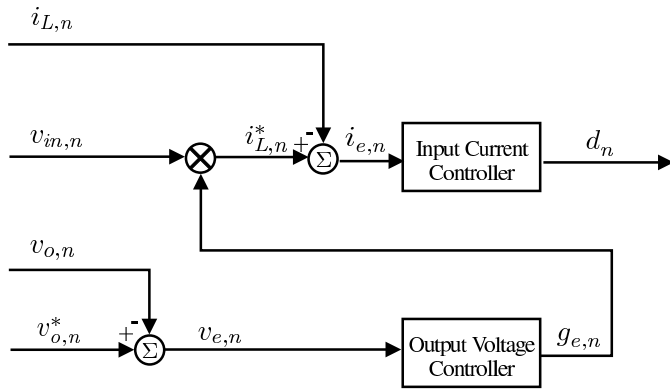 i_{L,n}
v_{in,n}
i^*_{L,n}
+
-
Σ
i_{e,n}
Input Current
Controller
d_n
v_{o,n}
v^*_{o,n}
+
-
Σ
v_{e,n}
Output Voltage
Controller
g_{e,n}